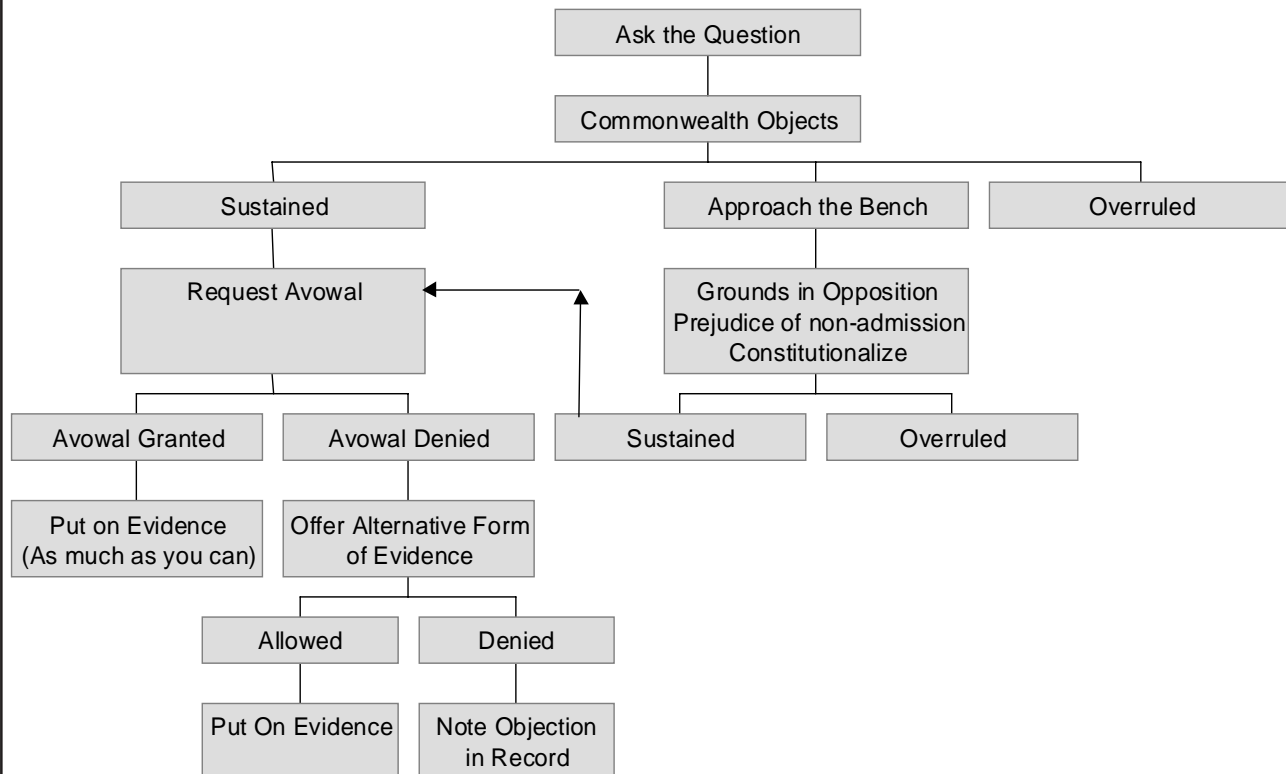 Ask the Question
Commonwealth Objects
Sustained
Approach the Bench
Overruled
Request Avowal
Grounds in Opposition
Prejudice of non-admission
Constitutionalize
Avowal Granted
Avowal Denied
Sustained
Overruled
Put on Evidence
(As much as you can)
Offer Alternative Form
of Evidence
Allowed
Denied
Put On Evidence
Note Objection
in Record